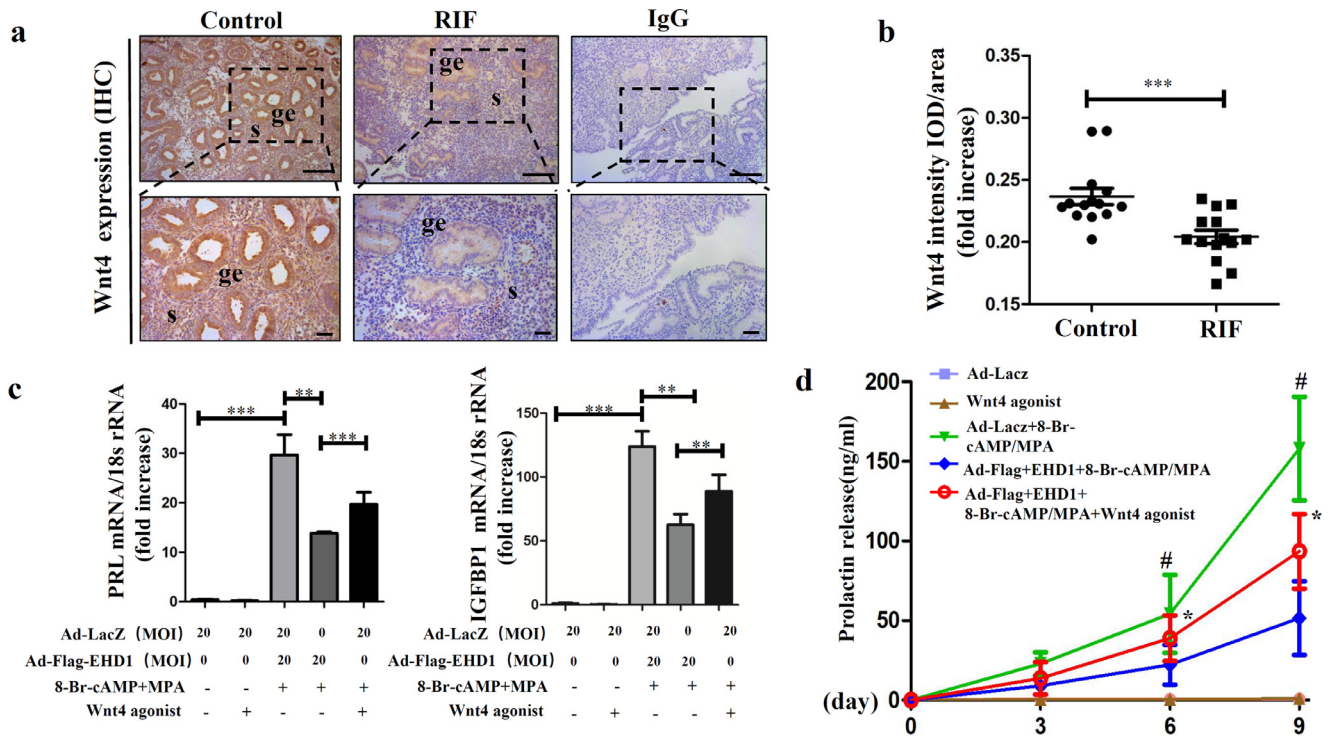 a
Control RIF IgG
Wnt4 expression (IHC)
ge
s
ge
s
ge
s
ge
s
b
Wnt4 intensity IOD/area
(fold increase)
0.30
0.25
0.20
0.15
***
Control RIF
c
PRL mRNA/18s rRNA
(fold increase)
40
30
20
10
0
***
**
***
Ad-LacZ (MOI) 20 20 20 0 20
Ad-Flag-EHD1 (MOI) 0 0 20 20 0
8-Br-cAMP+MPA - - + + +
Wnt4 agonist - + - - +
IGFBP1 mRNA/18s rRNA
(fold increase)
150
100
50
0
***
**
**
Ad-LacZ (MOI) 20 20 20 0 20
Ad-Flag-EHD1 (MOI) 0 0 20 20 0
8-Br-cAMP+MPA - - + + +
Wnt4 agonist - + - - +
d
Prolactin release(ng/ml)
200
150
100
50
0
Ad-Lacz
Wnt4 agonist
Ad-Lacz+8-Br-
cAMP/MPA
Ad-Flag+EHD1+8-Br-cAMP/MPA
Ad-Flag+EHD1+
8-Br-cAMP/MPA+Wnt4 agonist
#
*
#
*
(day)
0 3 6 9